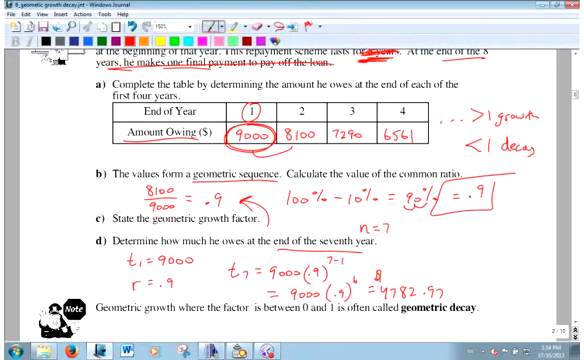 6_geometric growth decay.jnt - Windows Journal
File Edit View Insert Actions Tools Help
150%
at the beginning of that year. This repayment scheme lasts for 8 years. At the end of the 8
years, he makes one final payment to pay off the loan.
a) Complete the table by determining the amount he owes at the end of each of the
first four years.
End of Year 1 2 3 4
Amount Owing ($) 9000 8100 7290 6561
... >1 growth
<1 decay
b) The values form a geometric sequence. Calculate the value of the common ratio.
8100/9000 = .9 100% - 10% = 90% = .9
c) State the geometric growth factor.
n=7
d) Determine how much he owes at the end of the seventh year.
t1 = 9000
r = .9
t7 = 9000 (.9)^7-1
= 9000 (.9)^6 = $4782.97
Note
Geometric growth where the factor is between 0 and 1 is often called geometric decay.
2 / 10
1:54 PM
17/10/2013